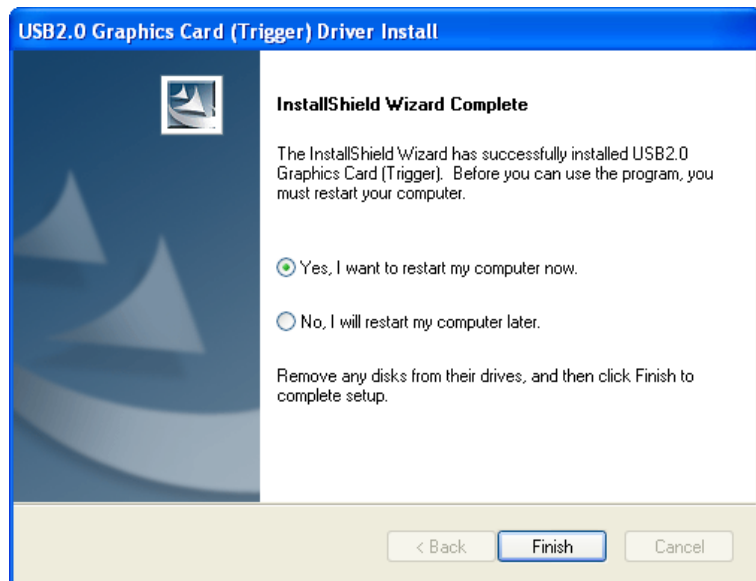 USB2.0 Graphics Card (Trigger) Driver Install
InstallShield Wizard Complete
The InstallShield Wizard has successfully installed USB2.0
Graphics Card (Trigger).  Before you can use the program, you
must restart your computer.
Yes, I want to restart my computer now.
No, I will restart my computer later.
Remove any disks from their drives, and then click Finish to
complete setup.
< Back Finish Cancel